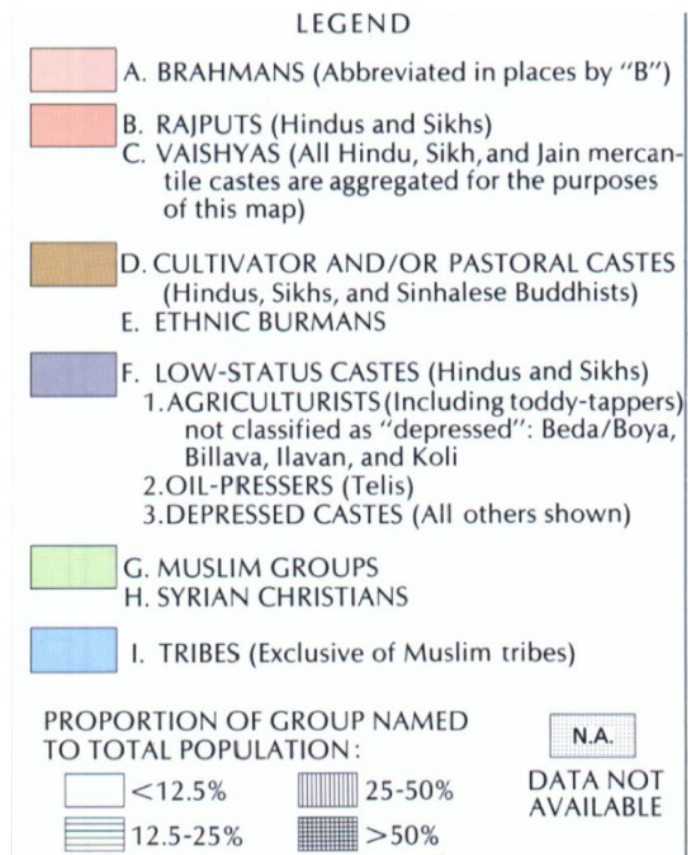 LEGEND
A. BRAHMANS (Abbreviated in places by “B”)
B. RAJPUTS (Hindus and Sikhs)
C. VAISHYAS (All Hindu, Sikh, and Jain mercan-
tile castes are aggregated for the purposes
of this map)
D. CULTIVATOR AND/OR PASTORAL CASTES
(Hindus, Sikhs, and Sinhalese Buddhists)
E. ETHNIC BURMANS
F. LOW-STATUS CASTES (Hindus and Sikhs)
1. AGRICULTURISTS (Including toddy-tappers)
not classified as “depressed”: Beda/Boya,
Billava, Ilavan, and Koli
2. OIL-PRESSERS (Telis)
3. DEPRESSED CASTES (All others shown)
G. MUSLIM GROUPS
H. SYRIAN CHRISTIANS
I. TRIBES (Exclusive of Muslim tribes)
PROPORTION OF GROUP NAMED
TO TOTAL POPULATION:
<12.5%
25-50%
12.5-25%
>50%
N.A.
DATA NOT
AVAILABLE